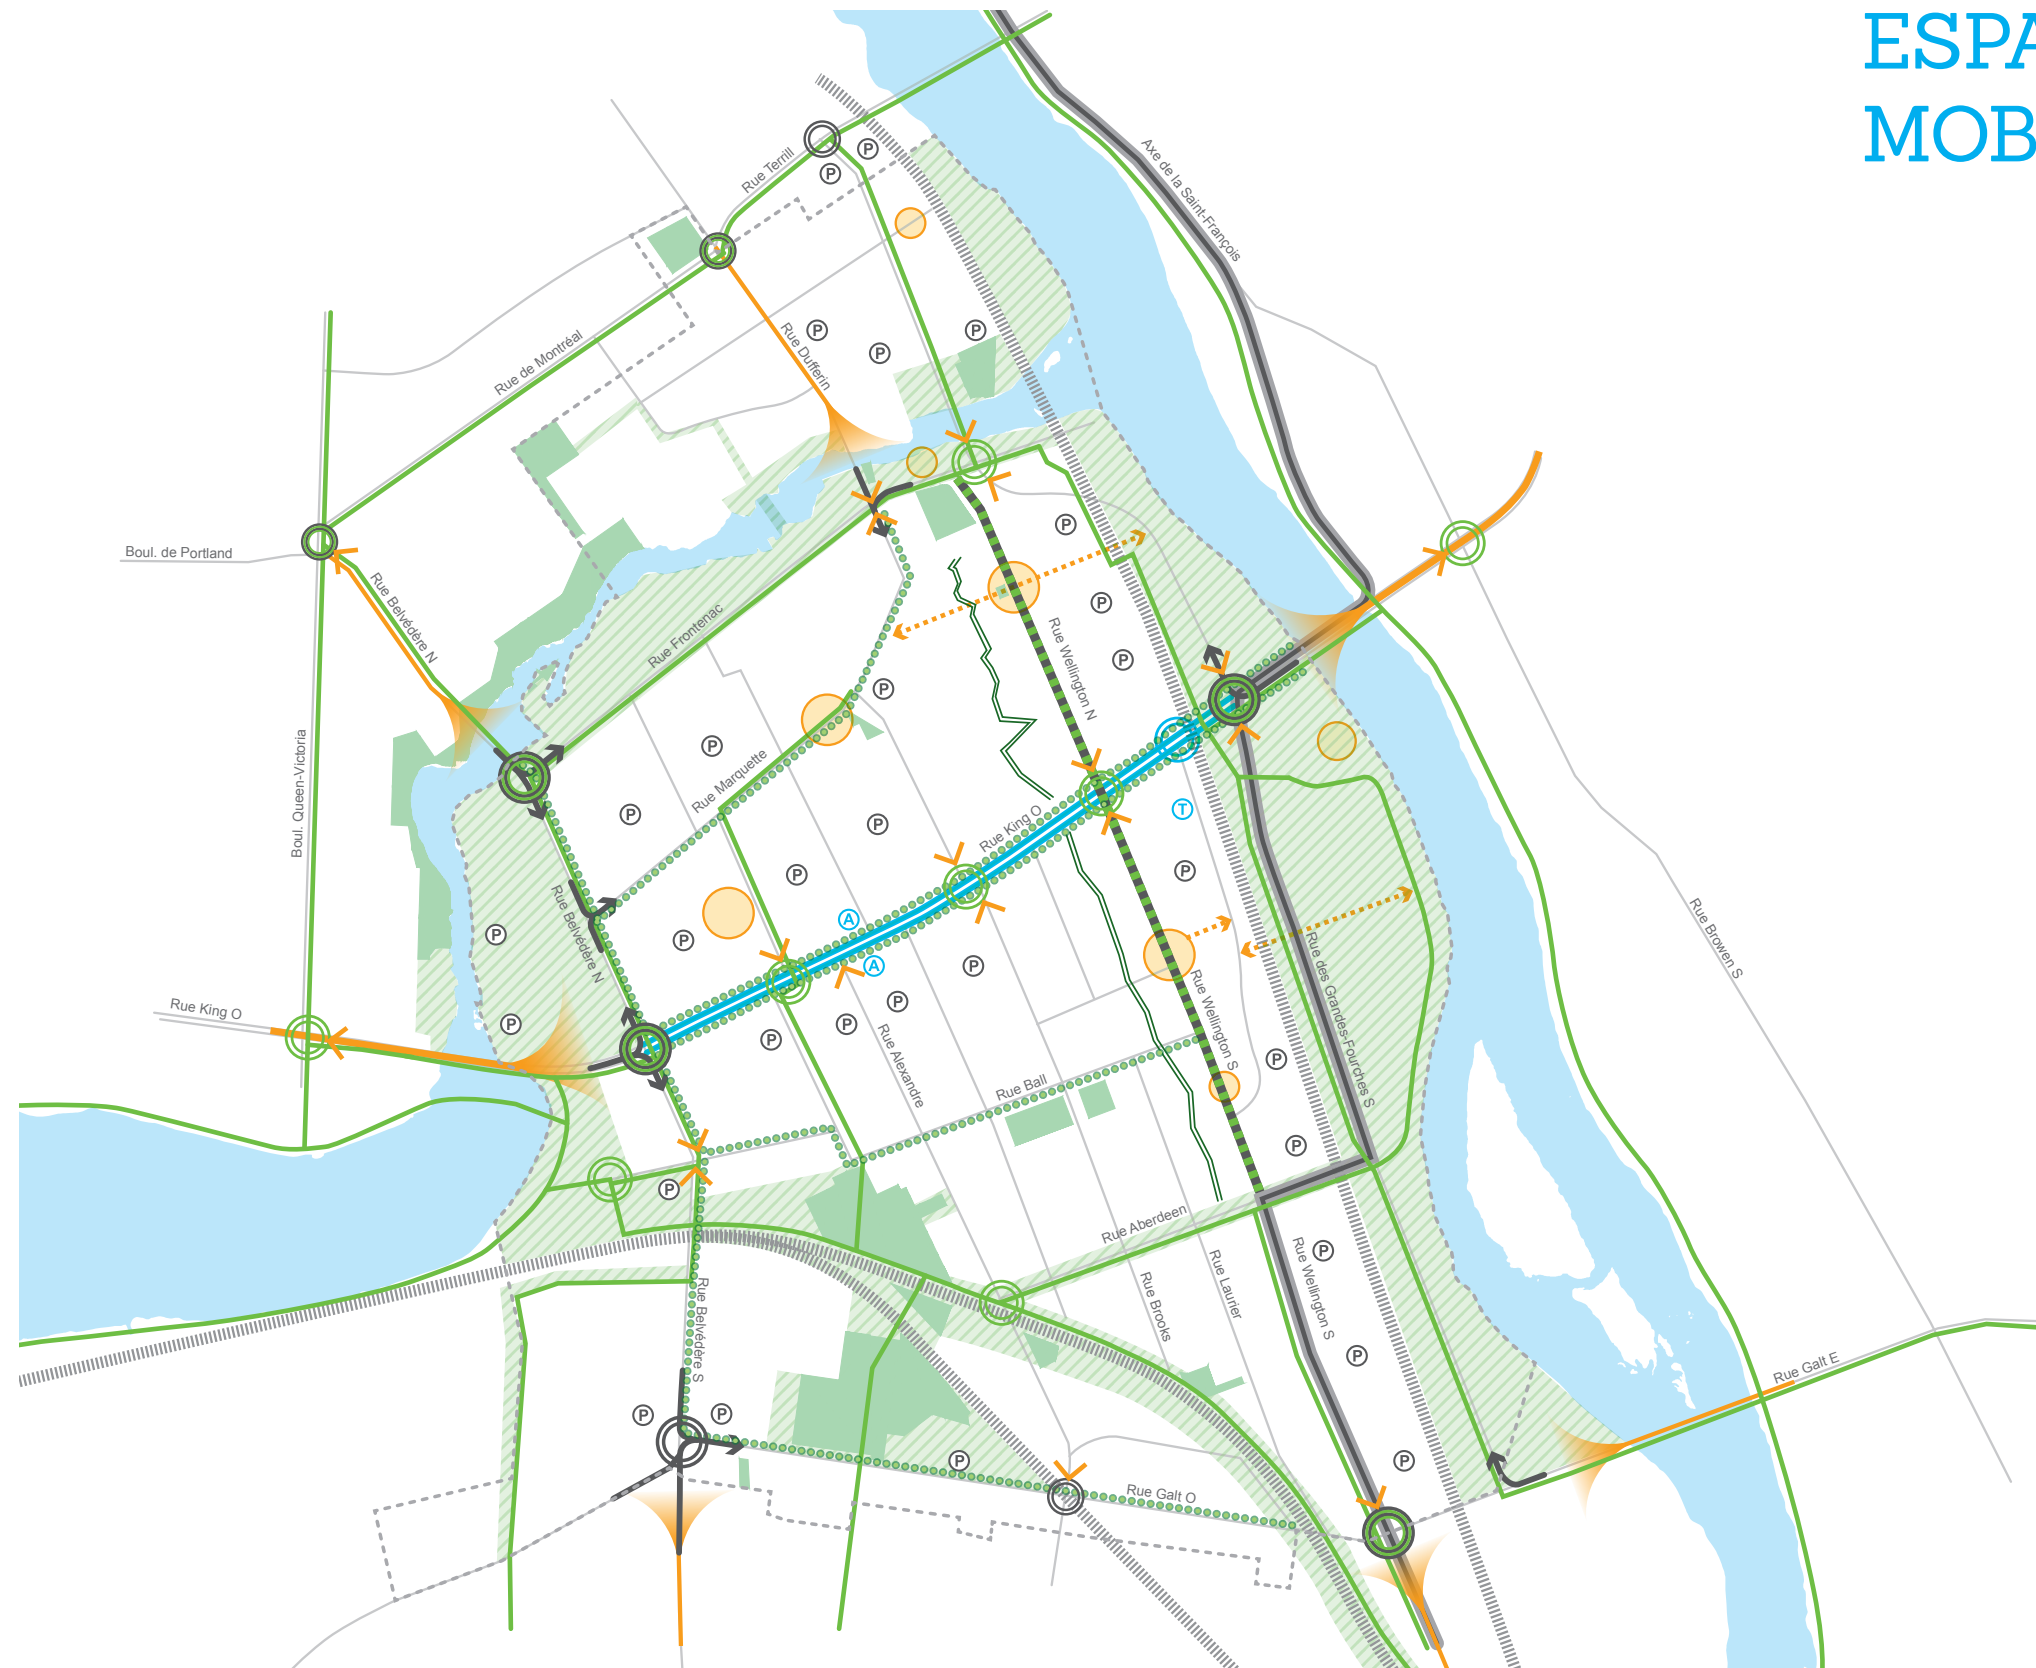 ESPA
MOB
Axe de la Saint-François
Rue Terrill
P
P
Rue de Montréal
Rue Dufferin
P
P
P
Boul. de Portland
Rue Belvédère N
Rue Frontenac
P
P
P
Rue Wellington N
P
P
Boul. Queen-Victoria
Rue Marquette
P
P
Rue King O
T
P
P
P
Rue Belvédère N
A
A
P
P
P
Rue King O
P
P
P
P
Rue Alexandre
Rue Wellington S
Rue des Grandes-Fourches S
Rue Browen S
P
Rue Ball
P
P
Rue Aberdeen
Rue Belvédère S
Rue Brooks
Rue Laurier
Rue Wellington S
P
P
Rue Galt E
P
P
P
P
Rue Galt O